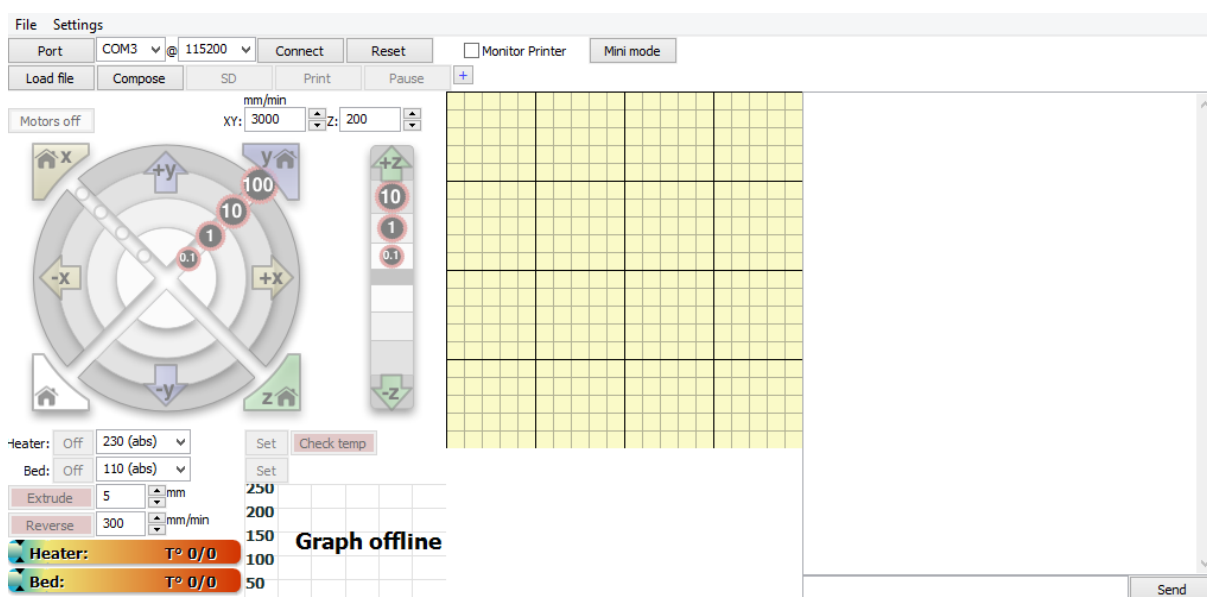 File Settings
Port COM3 @ 115200 Connect Reset Monitor Printer Mini mode
Load file Compose SD Print Pause +
mm/min
Motors off XY: 3000 Z: 200
x +y y +z
100
10 10
1 1
0.1 0.1
-x +x
-y z -z
Heater: Off 230 (abs) Set Check temp
Bed: Off 110 (abs) Set
Extrude 5 mm 250
200
Reverse 300 mm/min
150 Graph offline
Heater: T° 0/0 100
Bed: T° 0/0 50
Send